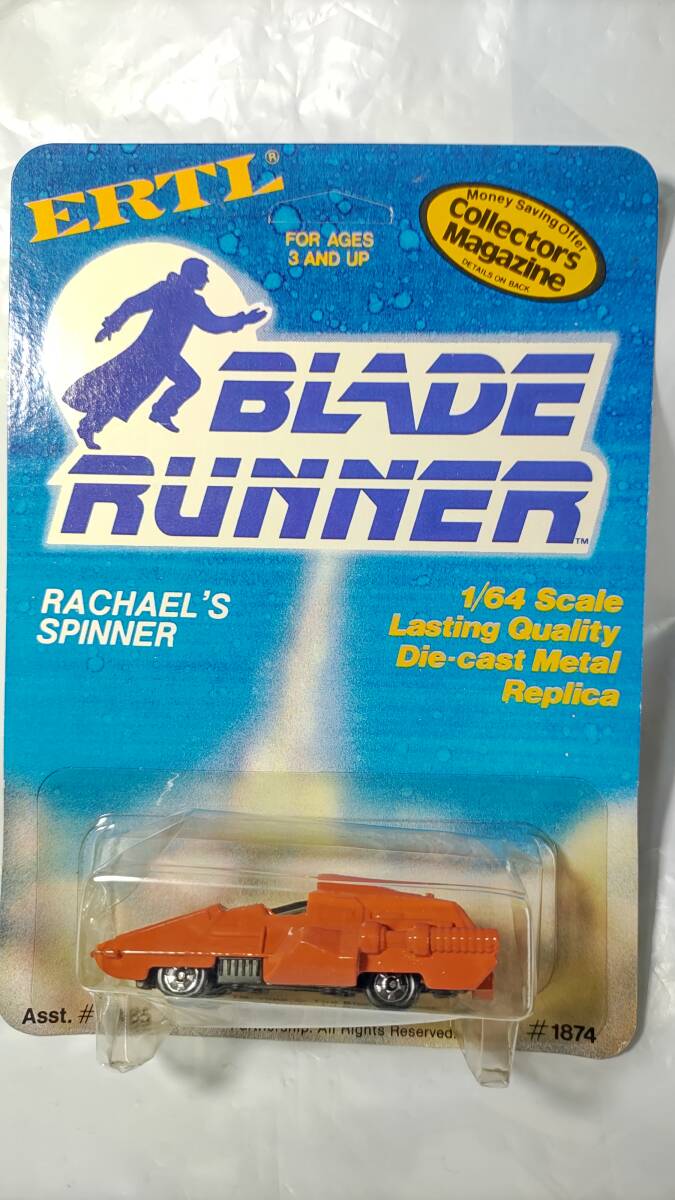 ERTL®
FOR AGES
3 AND UP
Money Saving Offer
Collectors
Magazine
DETAILS ON BACK
BLADE
RUNNER™
RACHAEL'S
SPINNER
1/64 Scale
Lasting Quality
Die-cast Metal
Replica
Asst. #
All Rights Reserved.
#1874